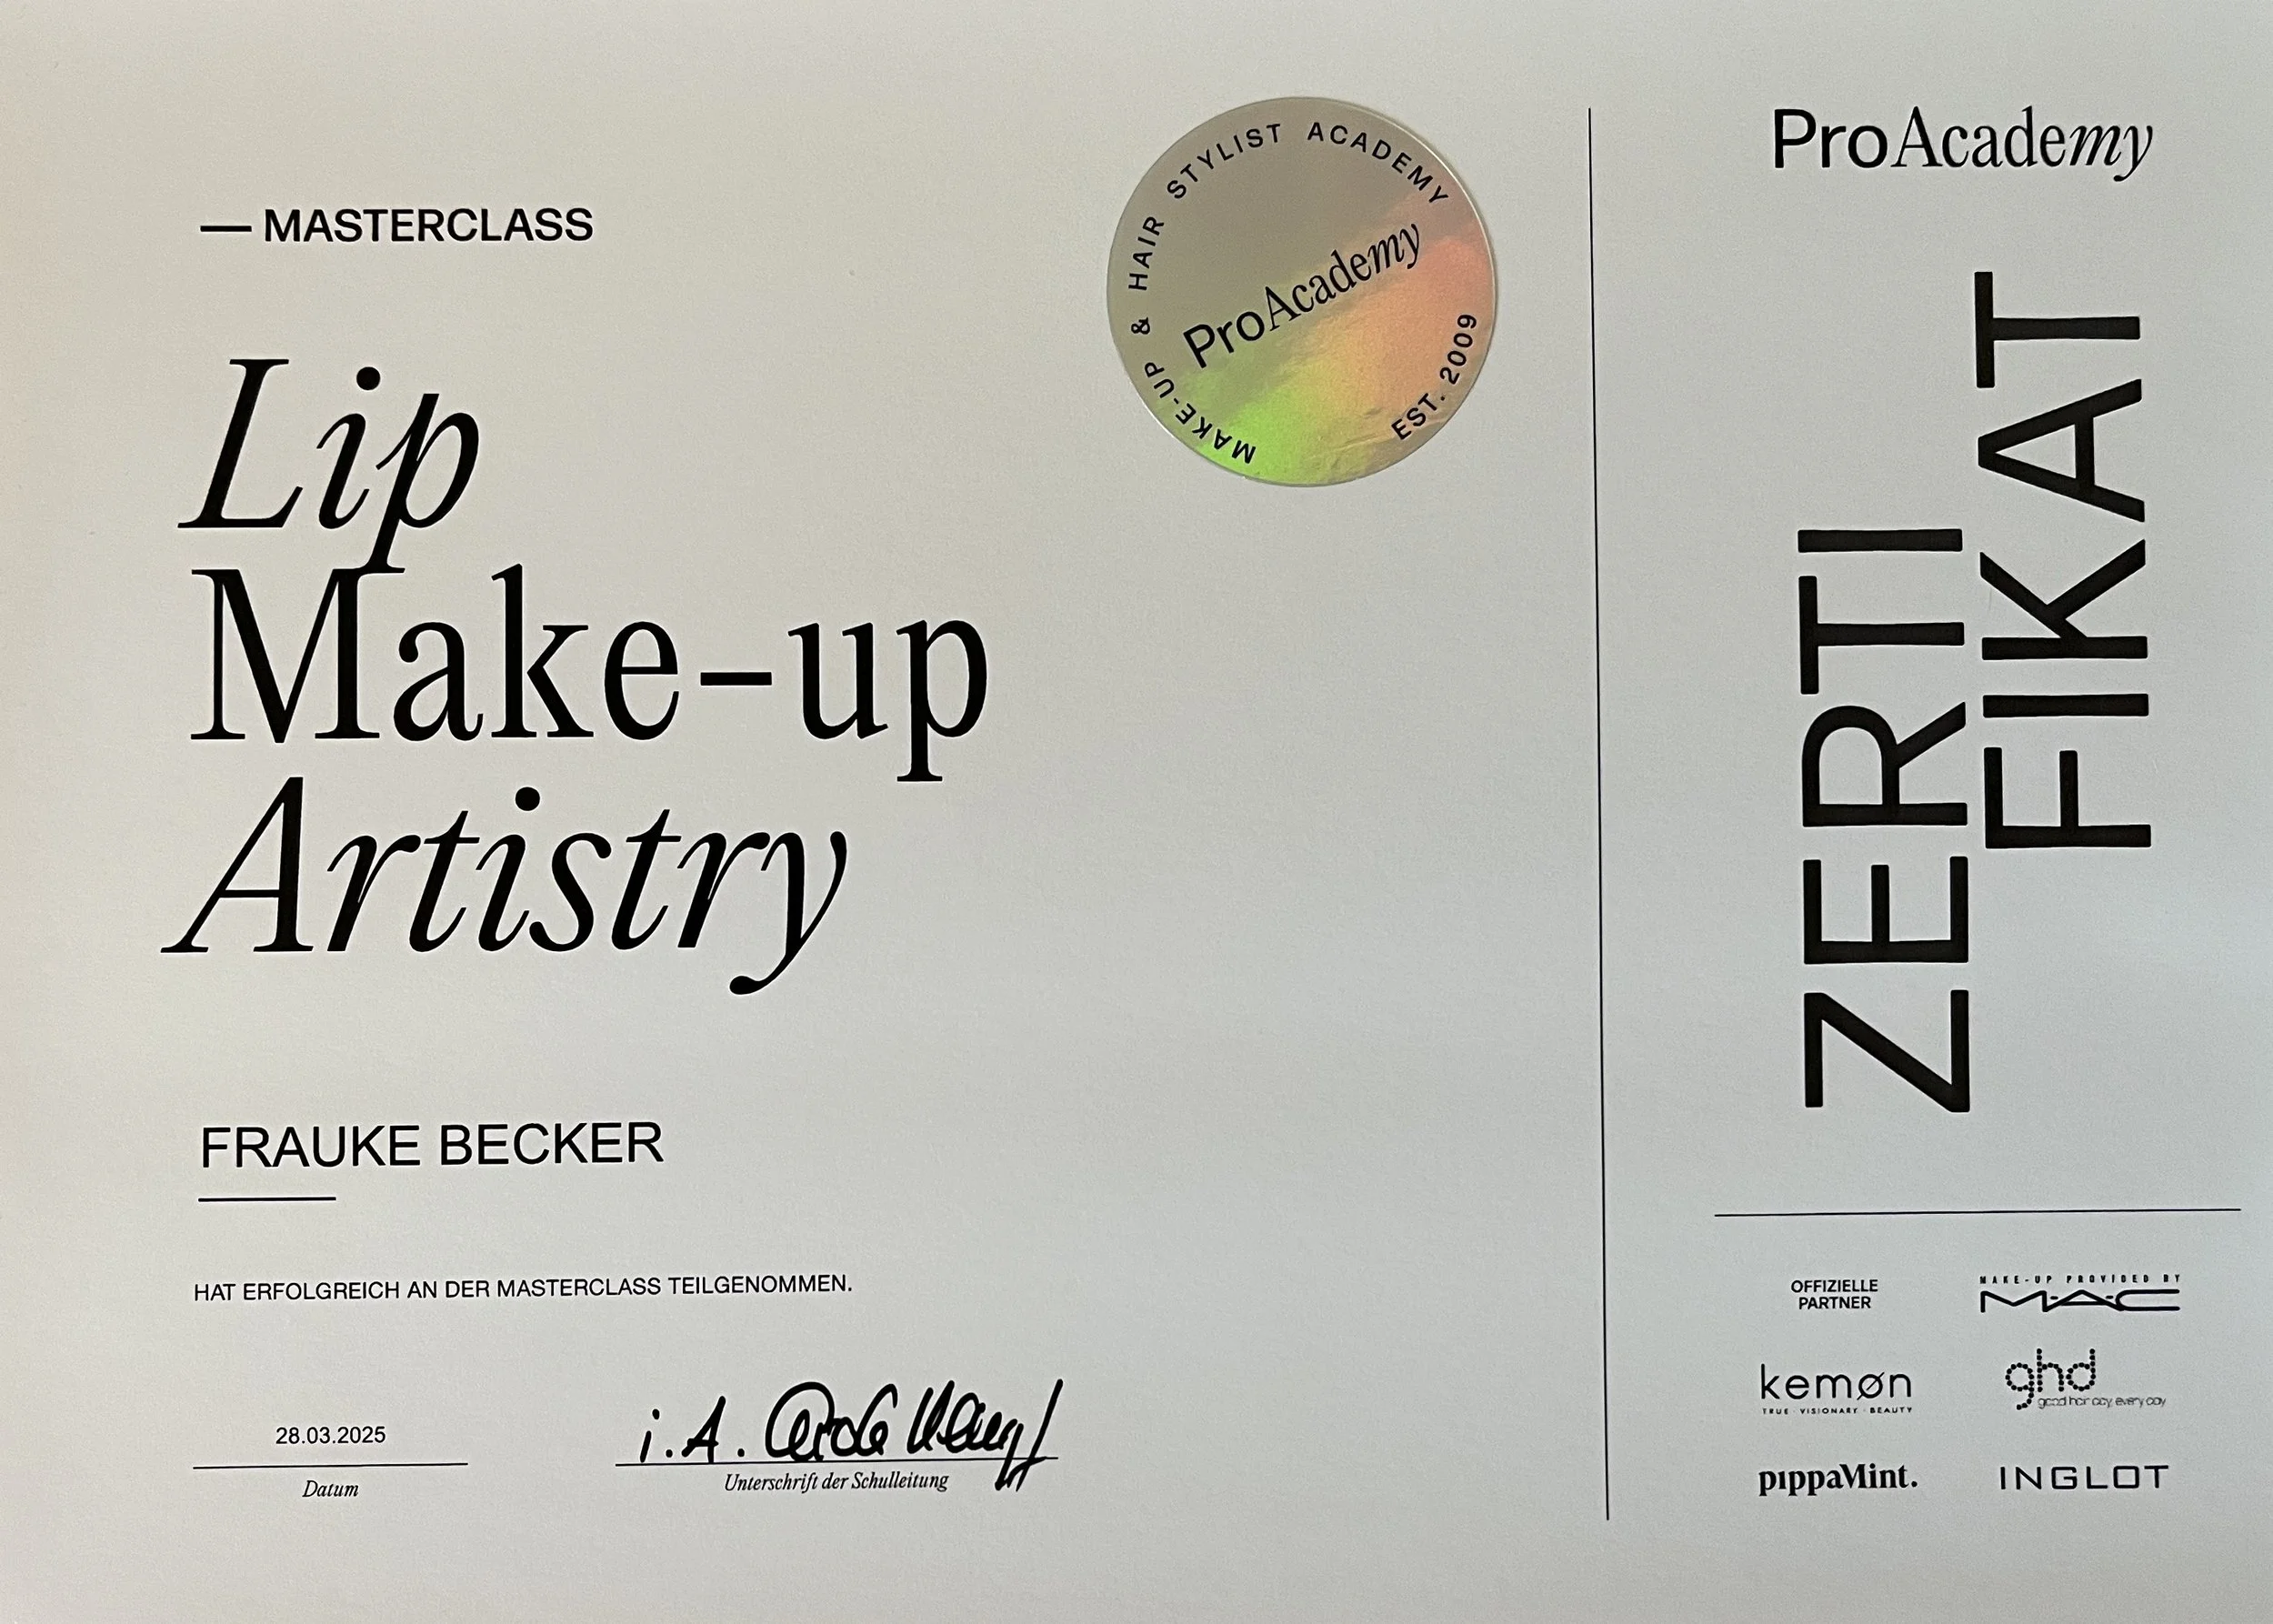 — MASTERCLASS
Lip
Make-up
Artistry
FRAUKE BECKER
HAT ERFOLGREICH AN DER MASTERCLASS TEILGENOMMEN.
28.03.2025
Datum
i. A.
Unterschrift der Schulleitung
MAKE-UP & HAIR STYLIST ACADEMY
ProAcademy
EST. 2009
ProAcademy
ZERTI
FIKAT
OFFIZIELLE
PARTNER
MAKE-UP PROVIDED BY
M·A·C
kemøn
TRUE · VISIONARY · BEAUTY
ghd
good hair day, every day
pippaMint.
INGLOT